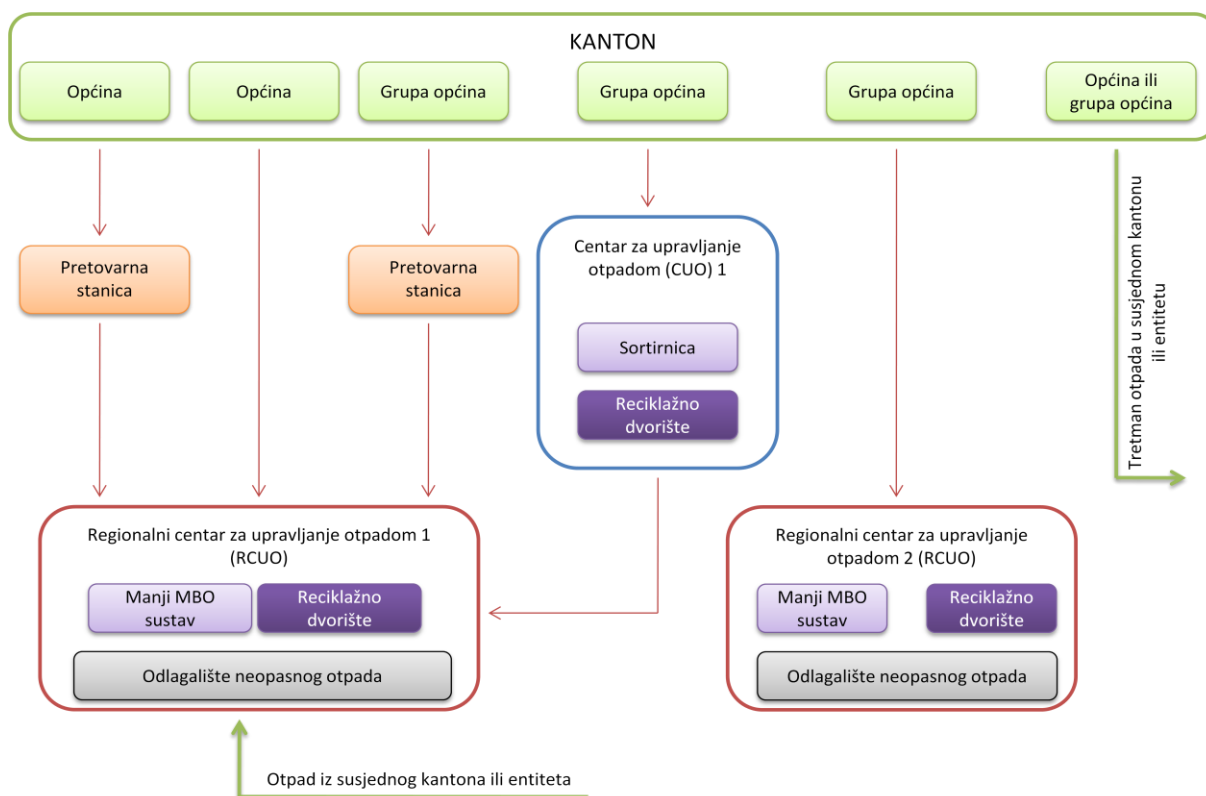 KANTON
Općina
Općina
Grupa općina
Grupa općina
Grupa općina
Općina ili
grupa općina
Pretovarna
stanica
Pretovarna
stanica
Centar za upravljanje
otpadom (CUO) 1
Sortirnica
Reciklažno
dvorište
Tretman otpada u susjednom kantonu
ili entitetu
Regionalni centar za upravljanje otpadom 1
(RCUO)
Manji MBO
sustav
Reciklažno
dvorište
Odlagalište neopasnog otpada
Regionalni centar za upravljanje
otpadom 2 (RCUO)
Manji MBO
sustav
Reciklažno
dvorište
Odlagalište neopasnog otpada
Otpad iz susjednog kantona ili entiteta